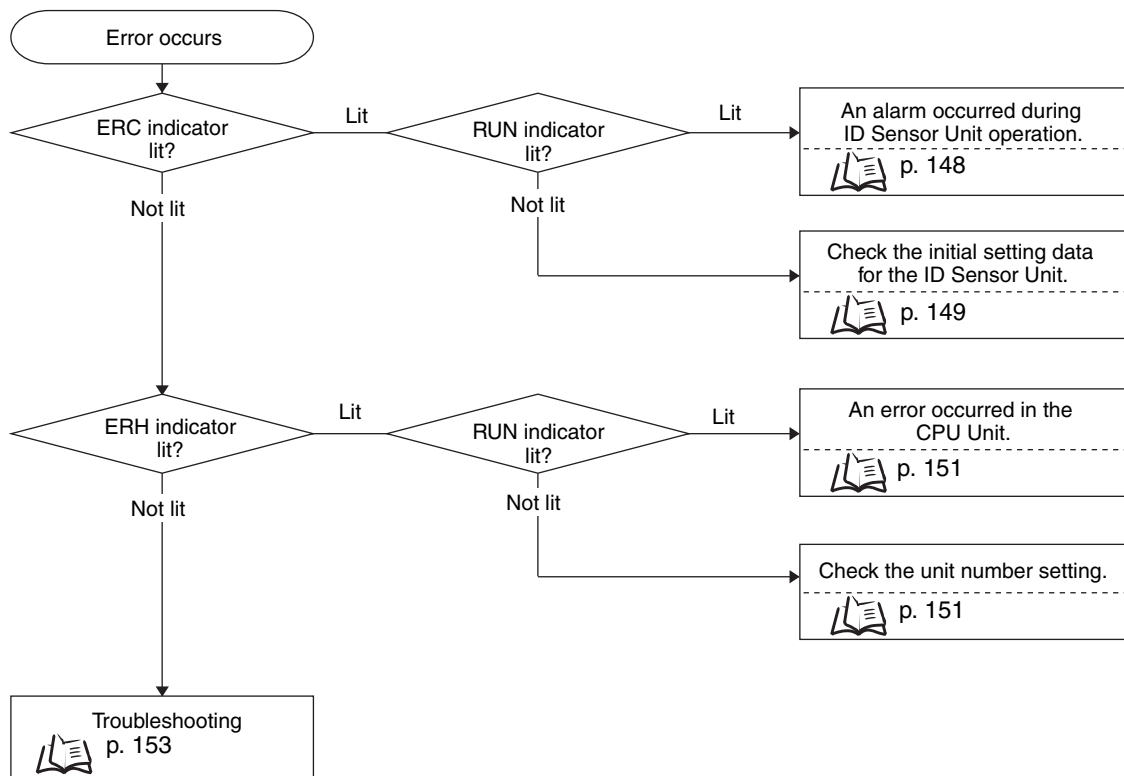 Error occurs
ERC indicator
lit?
Lit
RUN indicator
lit?
Lit
An alarm occurred during
ID Sensor Unit operation.
p. 148
Not lit
Not lit
Check the initial setting data
for the ID Sensor Unit.
p. 149
ERH indicator
lit?
Lit
RUN indicator
lit?
Lit
An error occurred in the
CPU Unit.
p. 151
Not lit
Not lit
Check the unit number setting.
p. 151
Troubleshooting
p. 153